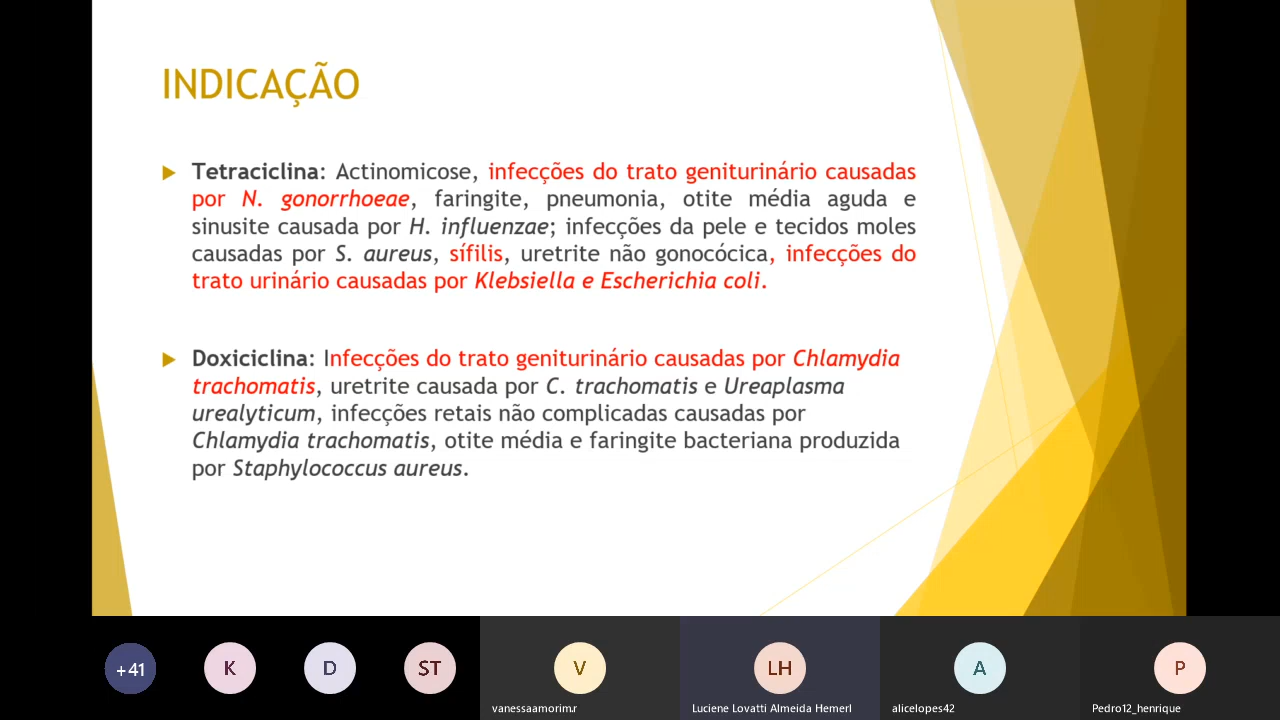 INDICAÇÃO
Tetraciclina: Actinomicose, infecções do trato geniturinário causadas
por N. gonorrhoeae, faringite, pneumonia, otite média aguda e
sinusite causada por H. influenzae; infecções da pele e tecidos moles
causadas por S. aureus, sífilis, uretrite não gonocócica, infecções do
trato urinário causadas por Klebsiella e Escherichia coli.
Doxiciclina: Infecções do trato geniturinário causadas por Chlamydia
trachomatis, uretrite causada por C. trachomatis e Ureaplasma
urealyticum, infecções retais não complicadas causadas por
Chlamydia trachomatis, otite média e faringite bacteriana produzida
por Staphylococcus aureus.
+41 K D ST V LH A P
vanessaamorim.r Luciene Lovatti Almeida Hemerl alicelopes42 Pedro12_henrique